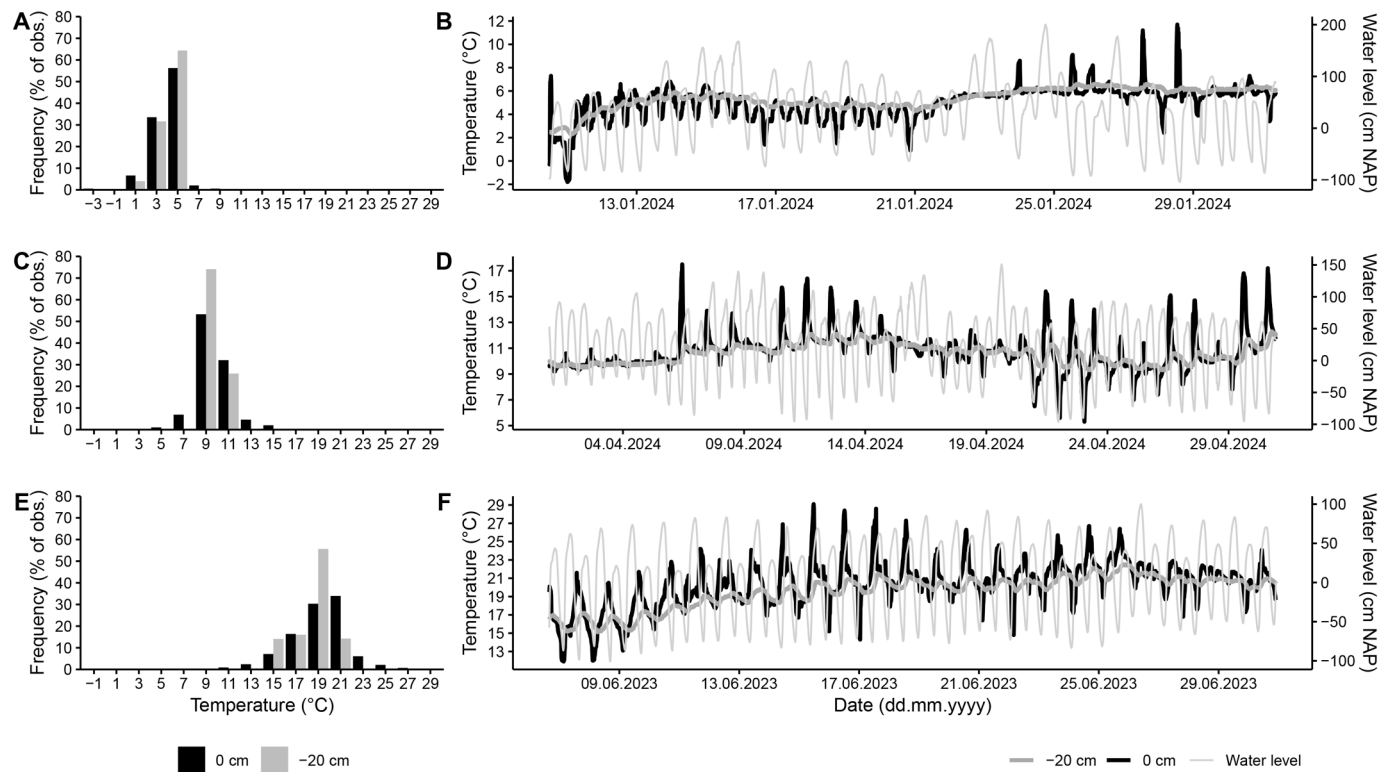 A
Frequency (% of obs.)
80
70
60
50
40
30
20
10
0
−3 −1 1 3 5 7 9 11 13 15 17 19 21 23 25 27 29
B
Temperature (°C)
12
10
8
6
4
2
0
−2
13.01.2024 17.01.2024 21.01.2024 25.01.2024 29.01.2024
200
100
0
−100
Water level (cm NAP)
C
Frequency (% of obs.)
80
70
60
50
40
30
20
10
0
−1 1 3 5 7 9 11 13 15 17 19 21 23 25 27 29
D
Temperature (°C)
17
15
13
11
9
7
5
04.04.2024 09.04.2024 14.04.2024 19.04.2024 24.04.2024 29.04.2024
150
100
50
0
−50
−100
Water level (cm NAP)
E
Frequency (% of obs.)
80
70
60
50
40
30
20
10
0
−1 1 3 5 7 9 11 13 15 17 19 21 23 25 27 29
Temperature (°C)
F
Temperature (°C)
29
27
25
23
21
19
17
15
13
09.06.2023 13.06.2023 17.06.2023 21.06.2023 25.06.2023 29.06.2023
Date (dd.mm.yyyy)
100
50
0
−50
−100
Water level (cm NAP)
0 cm −20 cm
−20 cm 0 cm Water level